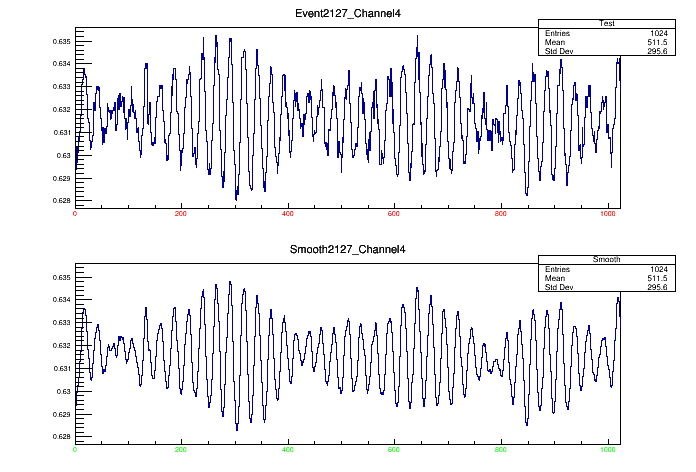 Event2127_Channel4
Test
Entries 1024
Mean 511.5
Std Dev 295.6
0.635
0.634
0.633
0.632
0.631
0.63
0.629
0.628
0 200 400 600 800 1000
Smooth2127_Channel4
Smooth
Entries 1024
Mean 511.5
Std Dev 295.6
0.635
0.634
0.633
0.632
0.631
0.63
0.629
0.628
0 200 400 600 800 1000